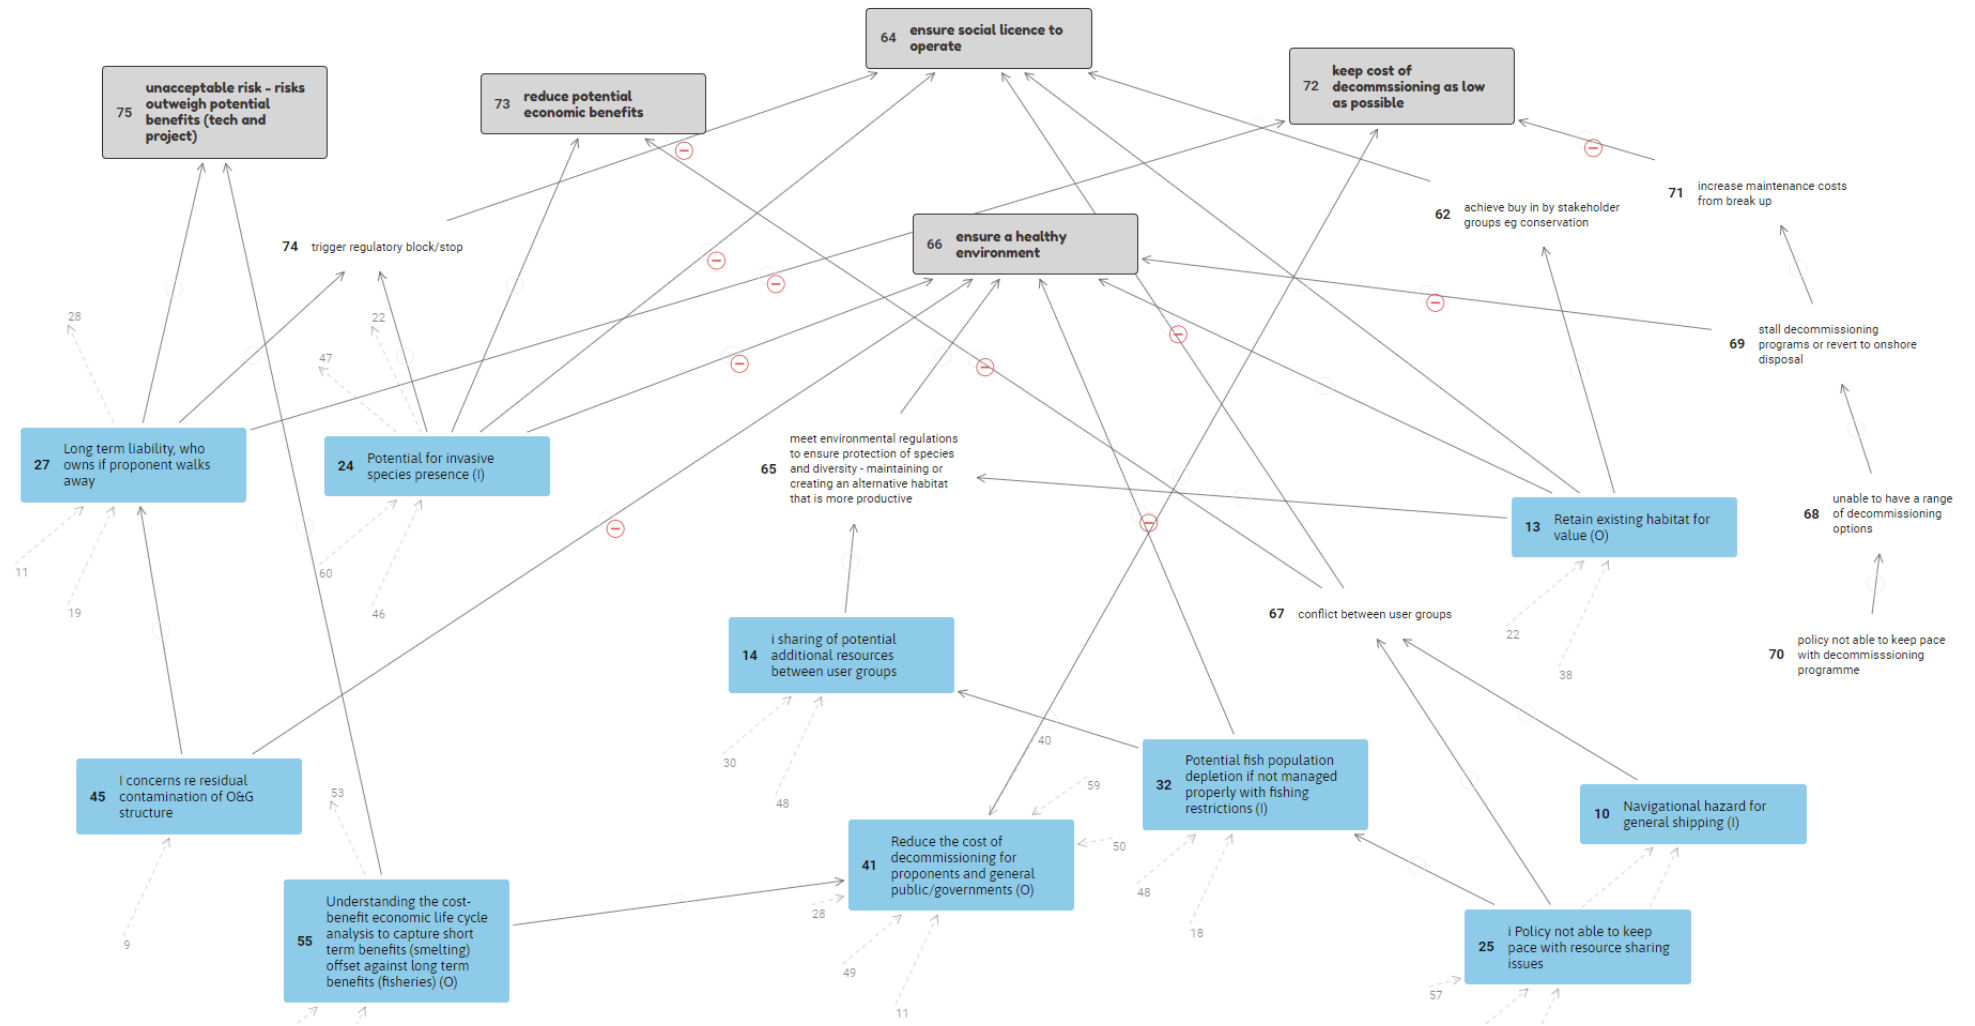 64 ensure social licence to
operate
75 unacceptable risk - risks
outweigh potential
benefits (tech and
project)
73 reduce potential
economic benefits
72 keep cost of
decommssioning as low
as possible
71 increase maintenance costs
from break up
62 achieve buy in by stakeholder
groups eg conservation
74 trigger regulatory block/stop
66 ensure a healthy
environment
28
22
47
69 stall decommissioning
programs or revert to onshore
disposal
27 Long term liability, who
owns if proponent walks
away
24 Potential for invasive
species presence (I)
65 meet environmental regulations
to ensure protection of species
and diversity - maintaining or
creating an alternative habitat
that is more productive
13 Retain existing habitat for
value (O)
68 unable to have a range
of decommissioning
options
11
19
60
46
67 conflict between user groups
22
38
70 policy not able to keep pace
with decommisssioning
programme
14 i sharing of potential
additional resources
between user groups
30
48
40
45 I concerns re residual
contamination of O&G
structure
53
59
50
32 Potential fish population
depletion if not managed
properly with fishing
restrictions (I)
10 Navigational hazard for
general shipping (I)
41 Reduce the cost of
decommissioning for
proponents and general
public/governments (O)
9
28
49
11
48
18
55 Understanding the cost-
benefit economic life cycle
analysis to capture short
term benefits (smelting)
offset against long term
benefits (fisheries) (O)
25 i Policy not able to keep
pace with resource sharing
issues
57